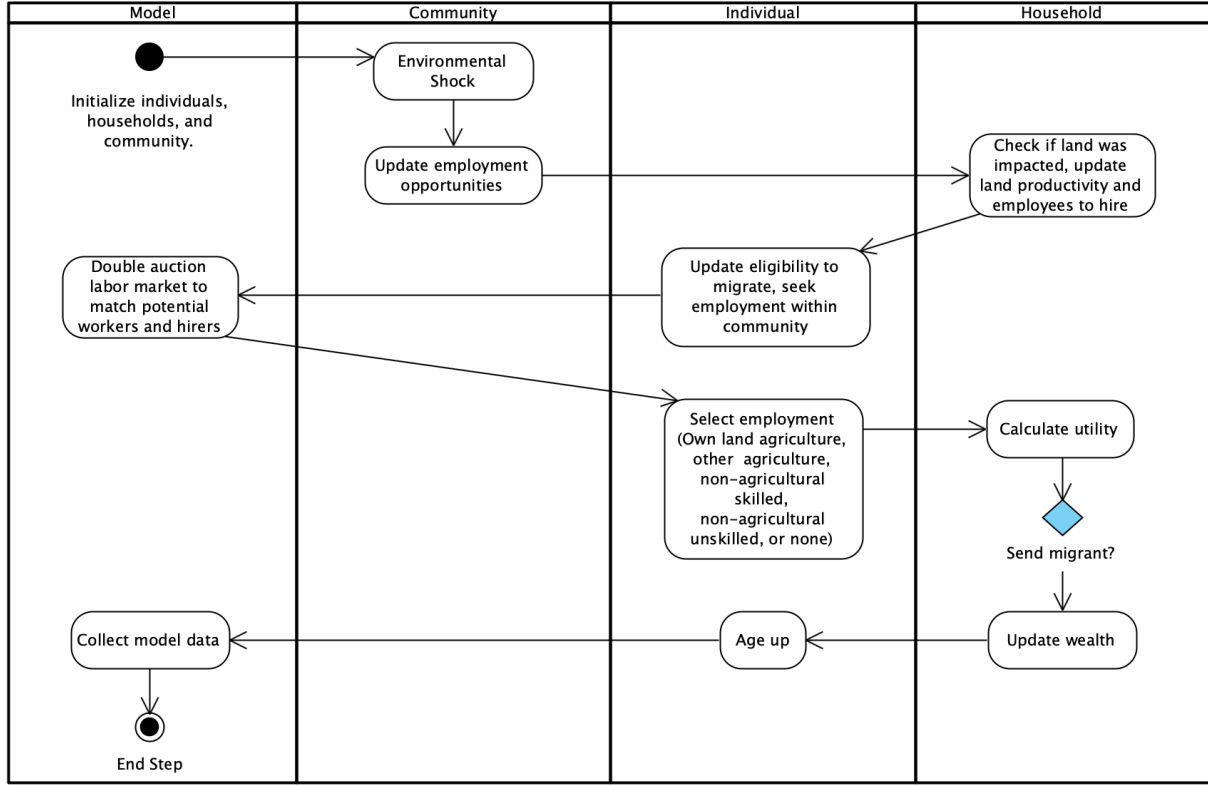 Model
Community
Individual
Household
Initialize individuals,
households, and
community.
Environmental
Shock
Update employment
opportunities
Check if land was
impacted, update
land productivity and
employees to hire
Update eligibility to
migrate, seek
employment within
community
Double auction
labor market to
match potential
workers and hirers
Select employment
(Own land agriculture,
other agriculture,
non-agricultural
skilled,
non-agricultural
unskilled, or none)
Calculate utility
Send migrant?
Update wealth
Age up
Collect model data
End Step